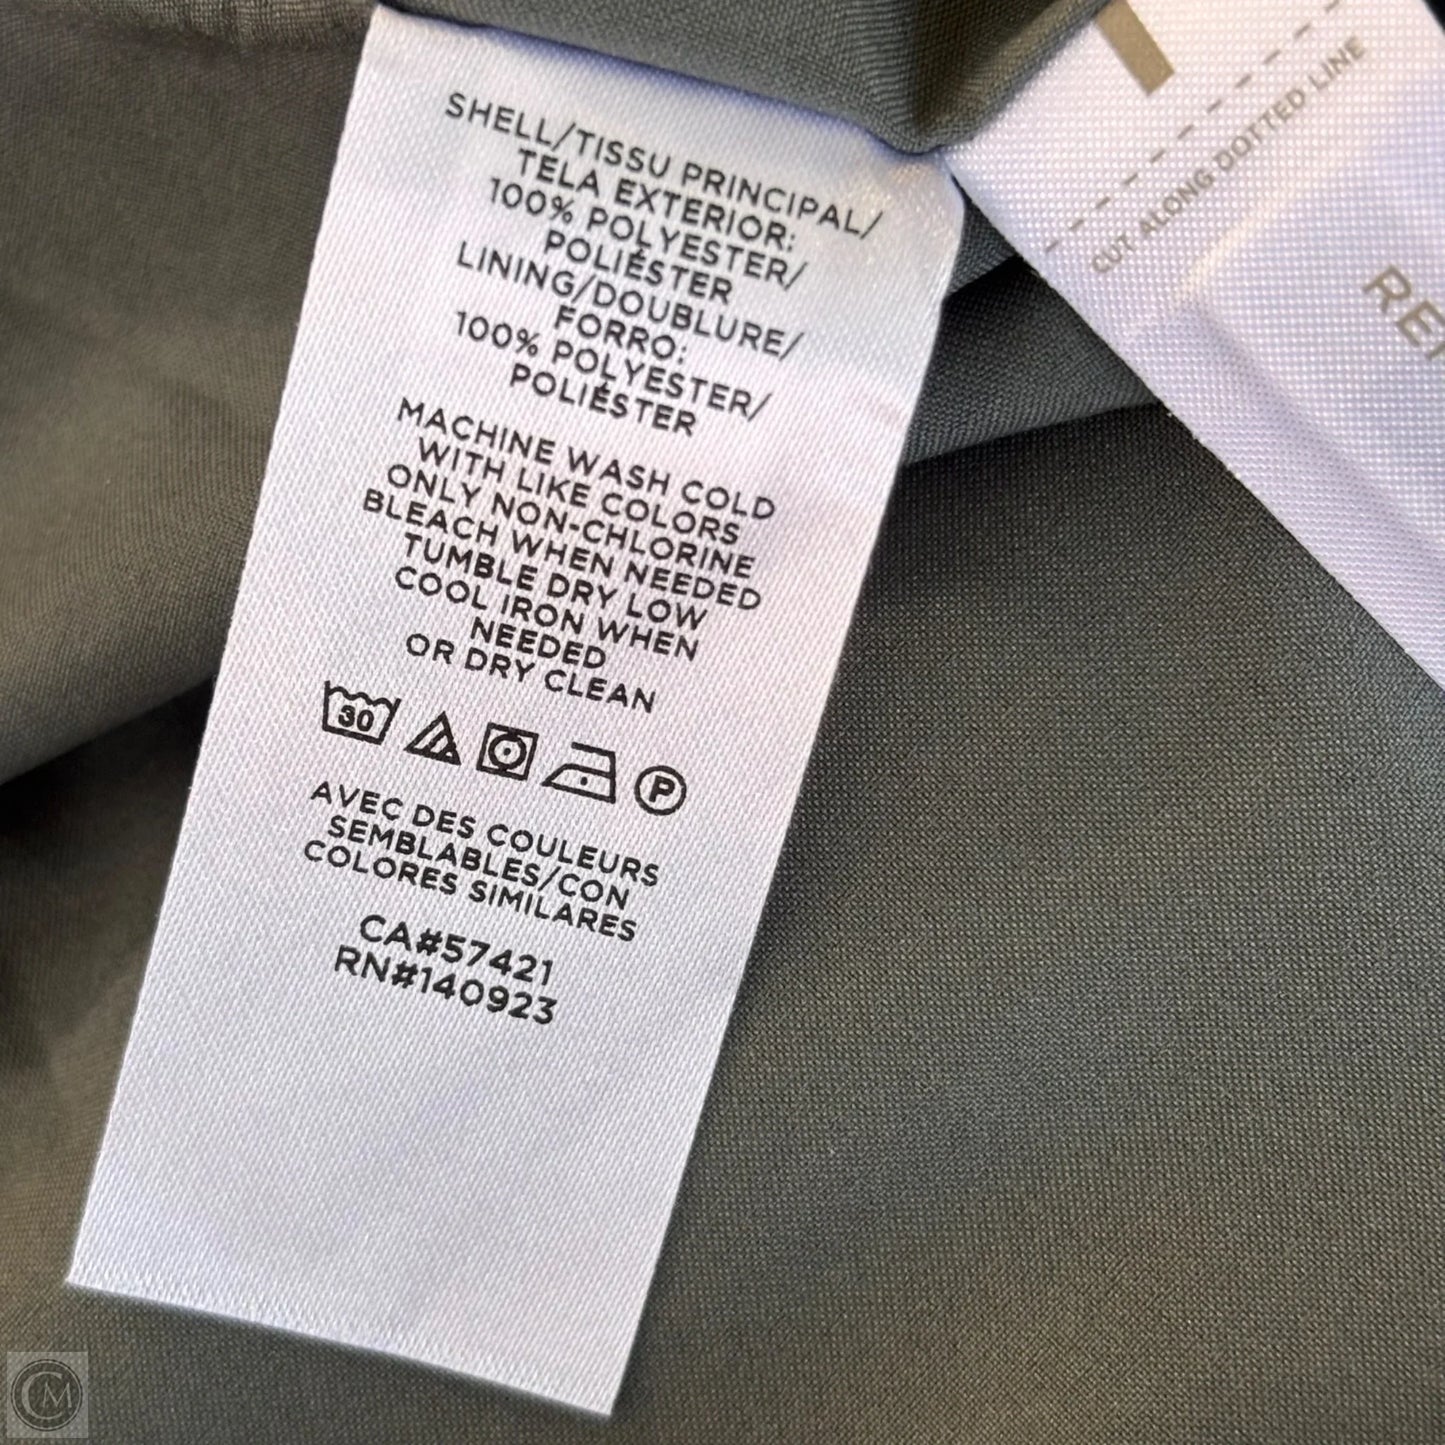 SHELL/TISSU PRINCIPAL/
TELA EXTERIOR:
100% POLYESTER/
POLIÉSTER
LINING/DOUBLURE/
FORRO:
100% POLYESTER/
POLIÉSTER
MACHINE WASH COLD
WITH LIKE COLORS
ONLY NON-CHLORINE
BLEACH WHEN NEEDED
TUMBLE DRY LOW
COOL IRON WHEN
NEEDED
OR DRY CLEAN
30
P
AVEC DES COULEURS
SEMBLABLES/CON
COLORES SIMILARES
CA#57421
RN#140923
CUT ALONG DOTTED LINE
CM